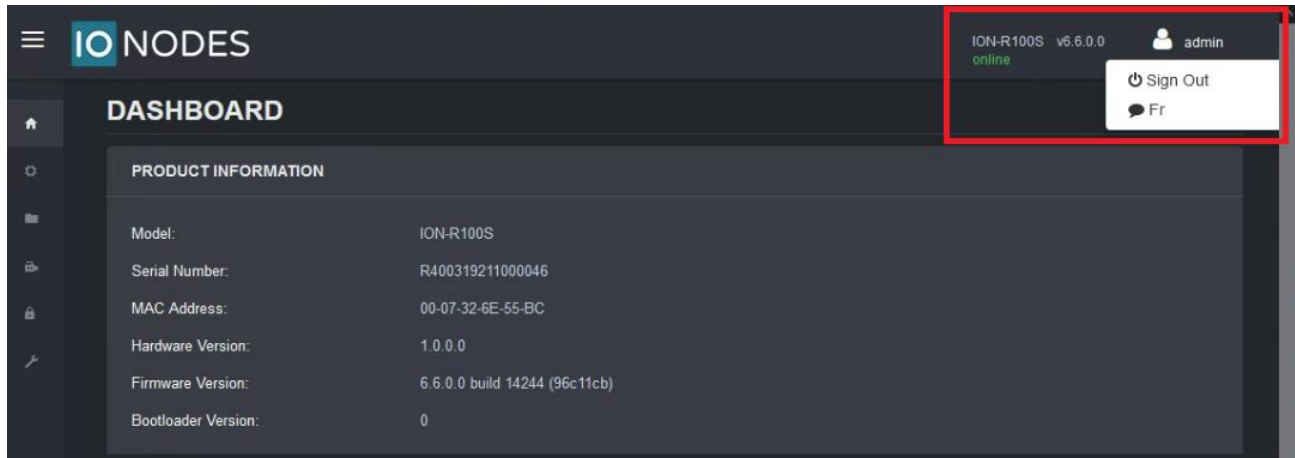 IO NODES
ION-R100S v6.6.0.0
online
admin
Sign Out
Fr
DASHBOARD
PRODUCT INFORMATION
Model: ION-R100S
Serial Number: R400319211000046
MAC Address: 00-07-32-6E-55-BC
Hardware Version: 1.0.0.0
Firmware Version: 6.6.0.0 build 14244 (96c11cb)
Bootloader Version: 0